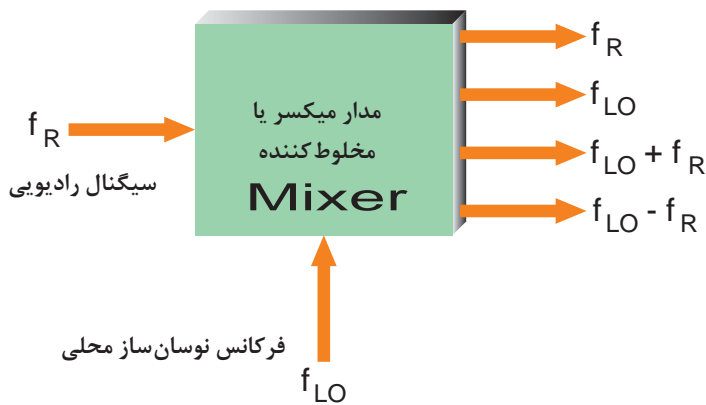 f R
f LO
f LO + f R
f LO - f R
مدار میکسر یا
مخلوط‌کننده
Mixer
f R
سیگنال رادیویی
فرکانس نوسان‌ساز محلی
f LO